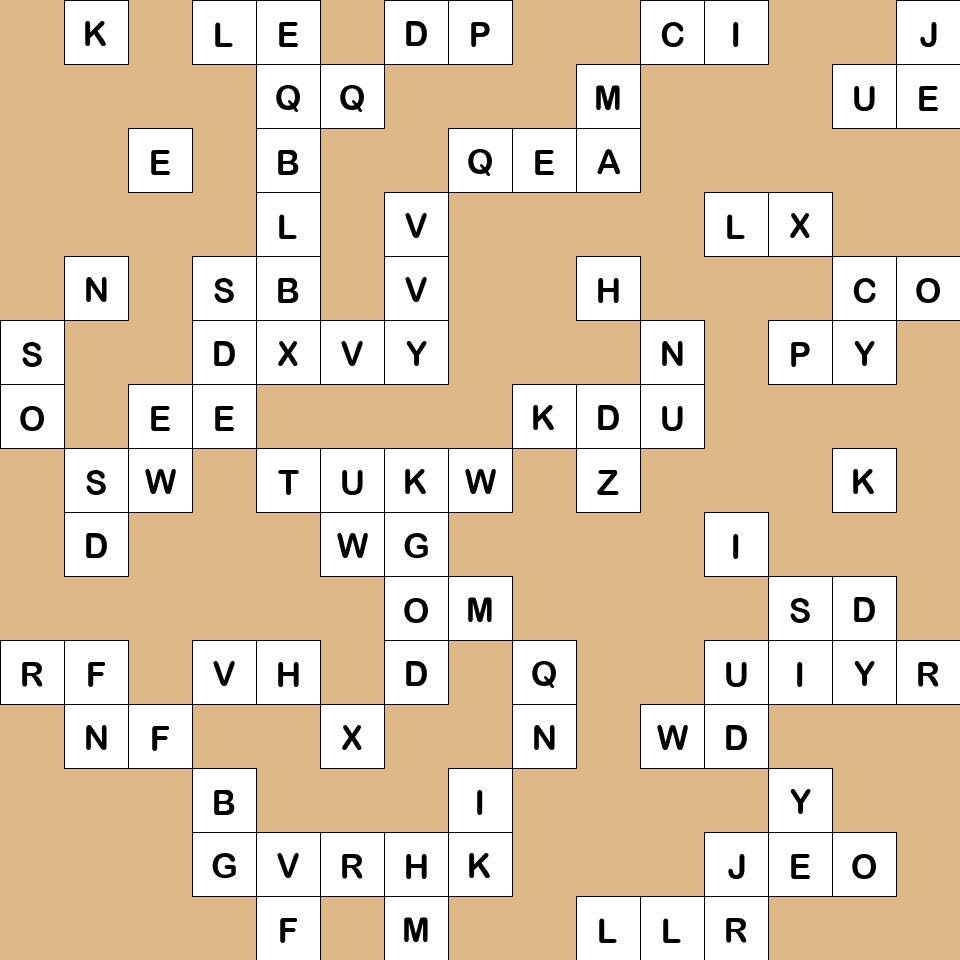 K L E D P C I J
Q Q M U E
E B Q E A
L V L X
N S B V H C O
S D X V Y N P Y
O E E K D U
S W T U K W Z K
D W G I
O M S D
R F V H D Q U I Y R
N F X N W D
B I Y
G V R H K J E O
F M L L R